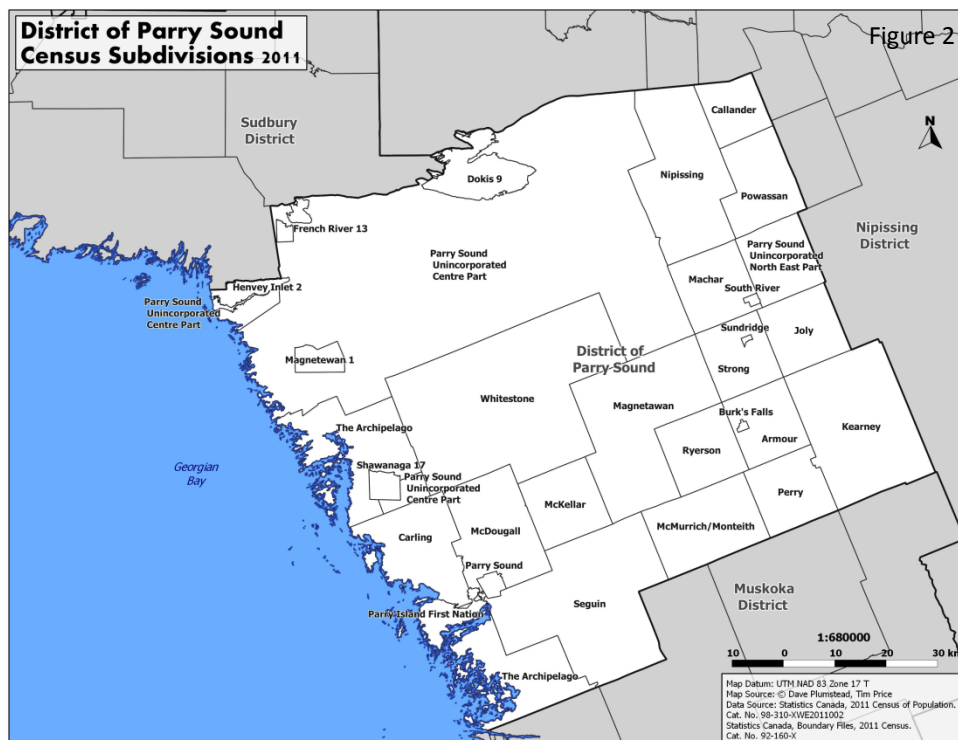 District of Parry Sound
Census Subdivisions 2011
Figure 2
Callander
N
Sudbury
District
Dokis 9
Nipissing
Powassan
French River 13
Nipissing
District
Parry Sound
Unincorporated
Centre Part
Parry Sound
Unincorporated
North East Part
Machar
South River
Henvey Inlet 2
Parry Sound
Unincorporated
Centre Part
Sundridge
Joly
Magnetewan 1
District of
Parry Sound
Strong
Whitestone
Magnetawan
Burk's Falls
Kearney
The Archipelago
Armour
Ryerson
Georgian
Bay
Shawanaga 17
Parry Sound
Unincorporated
Centre Part
Perry
McKellar
McMurrich/Monteith
Carling
McDougall
Parry Sound
Muskoka
District
Seguin
Parry Island First Nation
1:680000
10 0 10 20 30 km
The Archipelago
Map Datum: UTM NAD 83 Zone 17 T
Map Source: © Dave Plumstead, Tim Price
Data Source: Statistics Canada, 2011 Census of Population.
Cat. No. 98-310-XWE2011002
Statistics Canada, Boundary Files, 2011 Census.
Cat. No. 92-160-X